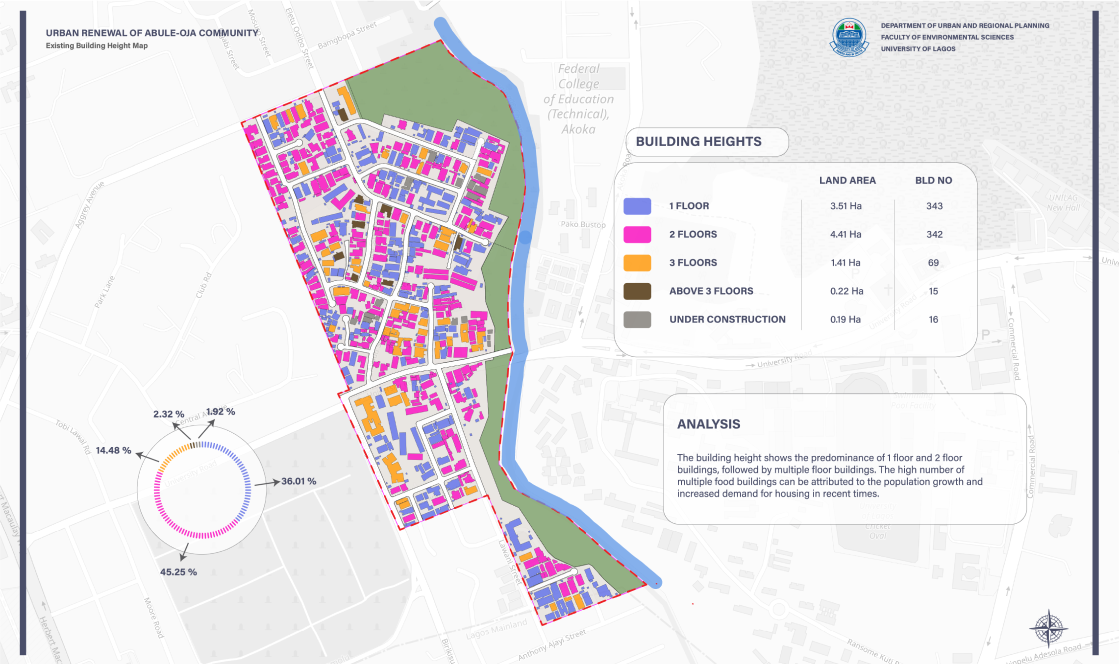 URBAN RENEWAL OF ABULE-OJA COMMUNITY
Existing Building Height Map
DEPARTMENT OF URBAN AND REGIONAL PLANNING
FACULTY OF ENVIRONMENTAL SCIENCES
UNIVERSITY OF LAGOS
Bamgbopa Street
Federal
College
of Education
(Technical),
Akoka
BUILDING HEIGHTS
LAND AREA BLD NO
1 FLOOR 3.51 Ha 343
2 FLOORS 4.41 Ha 342
3 FLOORS 1.41 Ha 69
ABOVE 3 FLOORS 0.22 Ha 15
UNDER CONSTRUCTION 0.19 Ha 16
Aggrey Avenue
Pako Bustop
UNILAG
New Hall
Park Lane
Club Rd.
Commercial Road
P
University
ANALYSIS
The building height shows the predominance of 1 floor and 2 floor
buildings, followed by multiple floor buildings. The high number of
multiple food buildings can be attributed to the population growth and
increased demand for housing in recent times.
Commercial Road
Cricket
Oval
2.32 %
1.92 %
14.48 %
36.01 %
45.25 %
Moore Road
Lagos Mainland
Anthony Ajayi Street
Ransome Kuti
Adesola Road